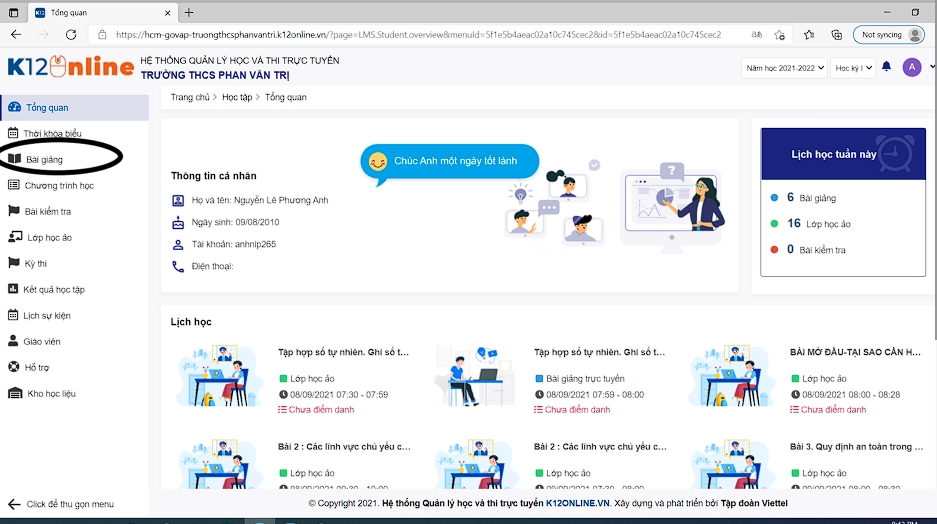 K12 Tổng quan
https://hcm-govap-truongthcsphanvantri.k12online.vn/?page=LMS.Student.overview&menuid=5f1e5b4aeac02a10c745cec2&id=5f1e5b4aeac02a10c745cec2
Not syncing
K12Online
HỆ THỐNG QUẢN LÝ HỌC VÀ THI TRỰC TUYẾN
TRƯỜNG THCS PHAN VĂN TRỊ
Năm học 2021-2022
Học kỳ I
A
Tổng quan
Thời khóa biểu
Bài giảng
Chương trình học
Bài kiểm tra
Lớp học ảo
Kỳ thi
Kết quả học tập
Lịch sự kiện
Giáo viên
Hỗ trợ
Kho học liệu
Click để thu gọn menu
Trang chủ > Học tập > Tổng quan
Chúc Anh một ngày tốt lành
Thông tin cá nhân
Họ và tên: Nguyễn Lê Phương Anh
Ngày sinh: 09/08/2010
Tài khoản: anhnlp265
Điện thoại:
?
Lịch học tuần này
6 Bài giảng
16 Lớp học ảo
0 Bài kiểm tra
Lịch học
Tập hợp số tự nhiên. Ghi số t...
Lớp học ảo
08/09/2021 07:30 - 07:59
Chưa điểm danh
Tập hợp số tự nhiên. Ghi số t...
Bài giảng trực tuyến
08/09/2021 07:59 - 08:00
Chưa điểm danh
BÀI MỞ ĐẦU-TẠI SAO CẦN H...
Lớp học ảo
08/09/2021 08:00 - 08:28
Chưa điểm danh
Bài 2 : Các lĩnh vực chủ yếu c...
Lớp học ảo
Bài 2 : Các lĩnh vực chủ yếu c...
Lớp học ảo
Bài 3. Quy định an toàn trong ...
Lớp học ảo
© Copyright 2021. Hệ thống Quản lý học và thi trực tuyến K12ONLINE.VN. Xây dựng và phát triển bởi Tập đoàn Viettel